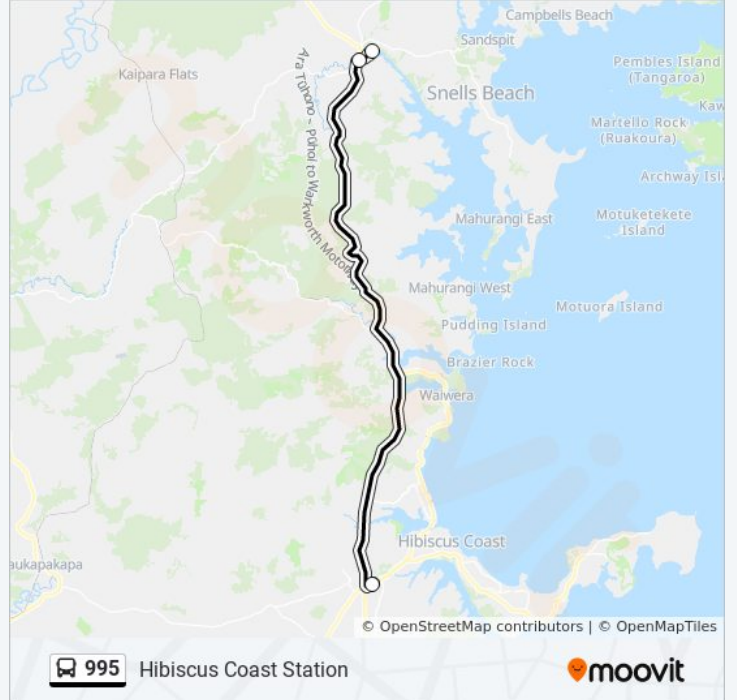 Campbells Beach
Sandspit
Kaipara Flats
Pembles Island
(Tangaroa)
Snells Beach
Kaw
Martello Rock
(Ruakoura)
Archway Isla
Ara Tūhono ~ Pūhoi to Warkworth Motorway
Mahurangi East
Motuketekete
Island
Mahurangi West
Motuora Island
Pudding Island
Brazier Rock
Waiwera
Hibiscus Coast
aukapakapa
© OpenStreetMap contributors | © OpenMapTiles
995 Hibiscus Coast Station
moovit